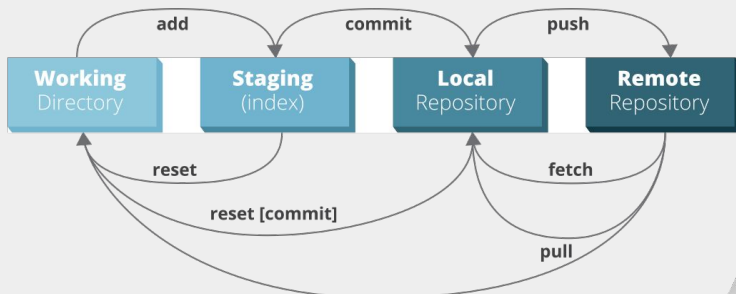 add
commit
push
Working
Directory
Staging
(index)
Local
Repository
Remote
Repository
reset
fetch
reset [commit]
pull